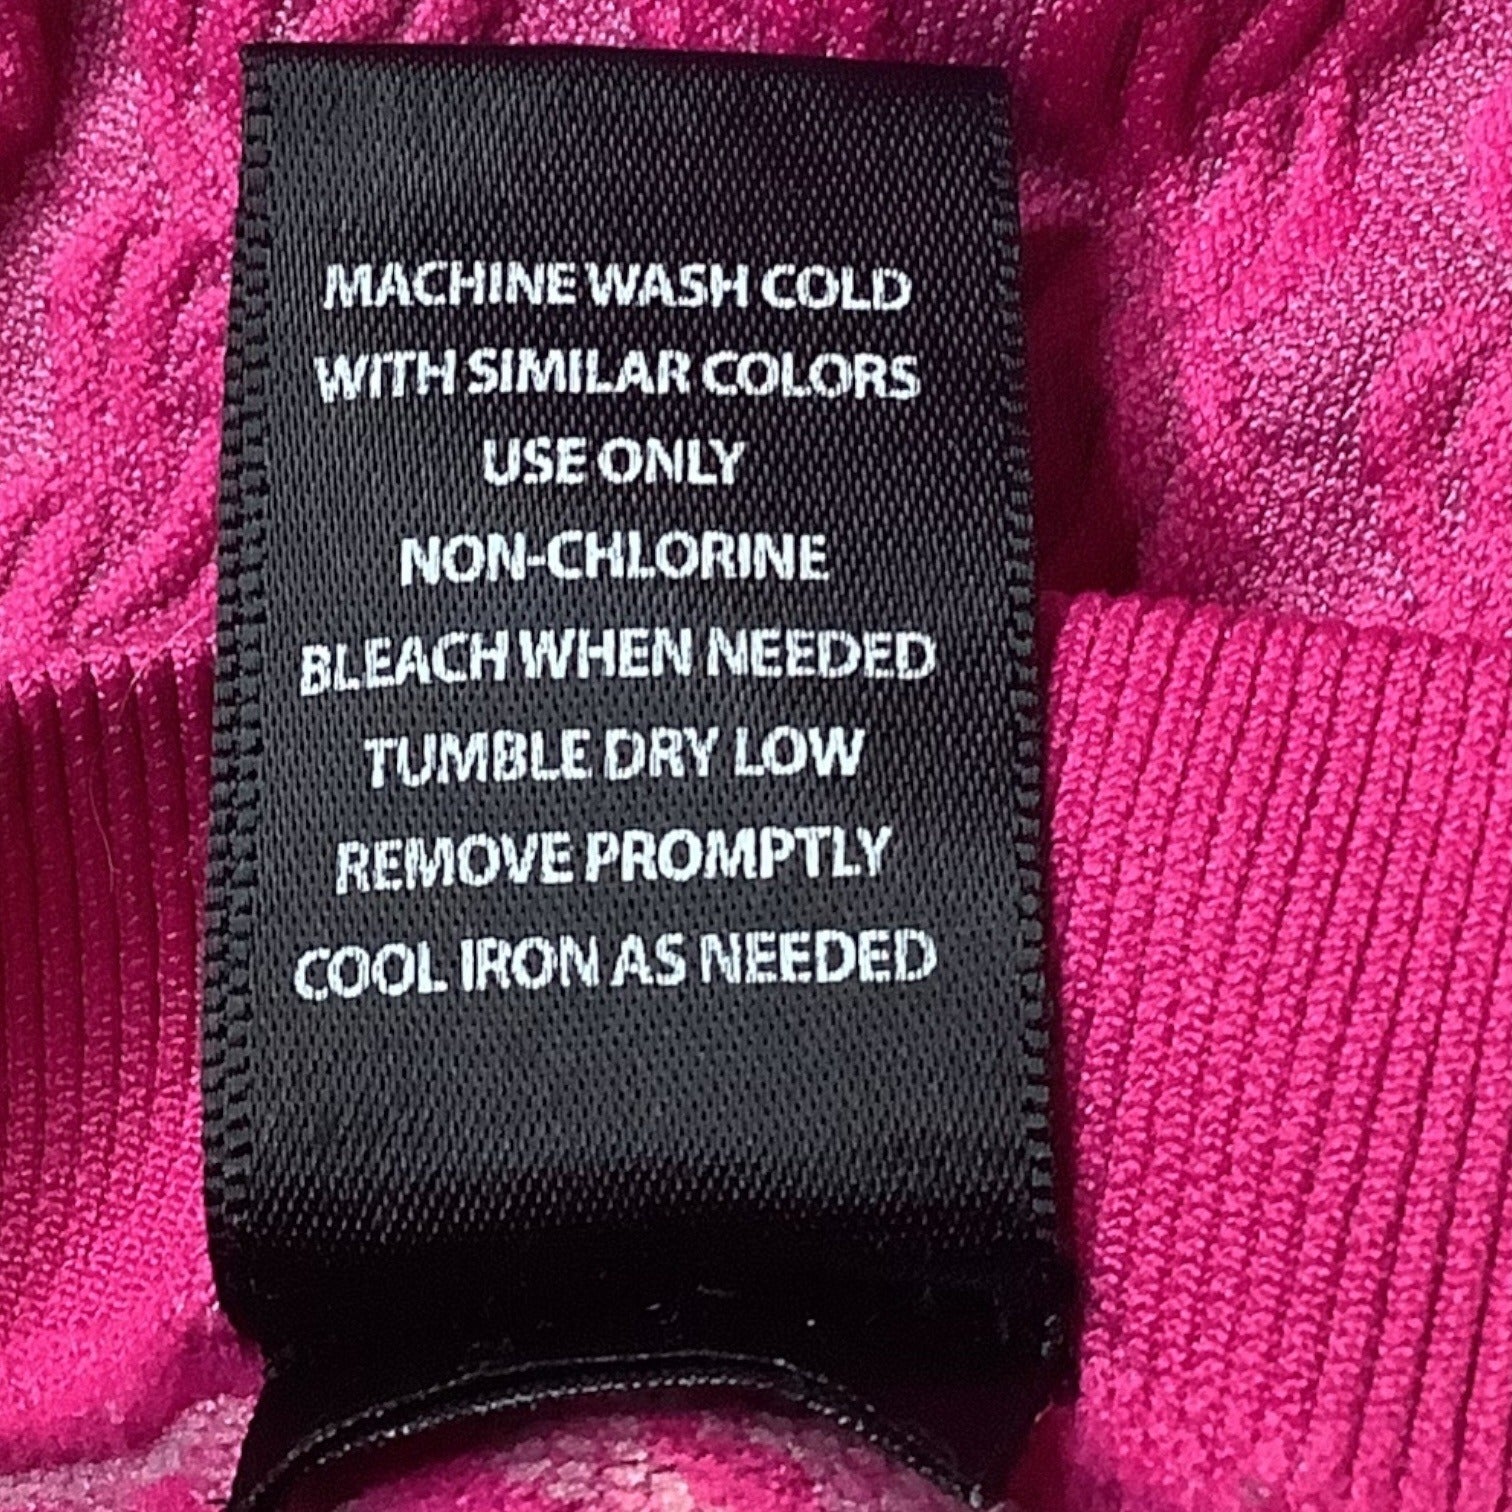 MACHINE WASH COLD
WITH SIMILAR COLORS
USE ONLY
NON-CHLORINE
BLEACH WHEN NEEDED
TUMBLE DRY LOW
REMOVE PROMPTLY
COOL IRON AS NEEDED